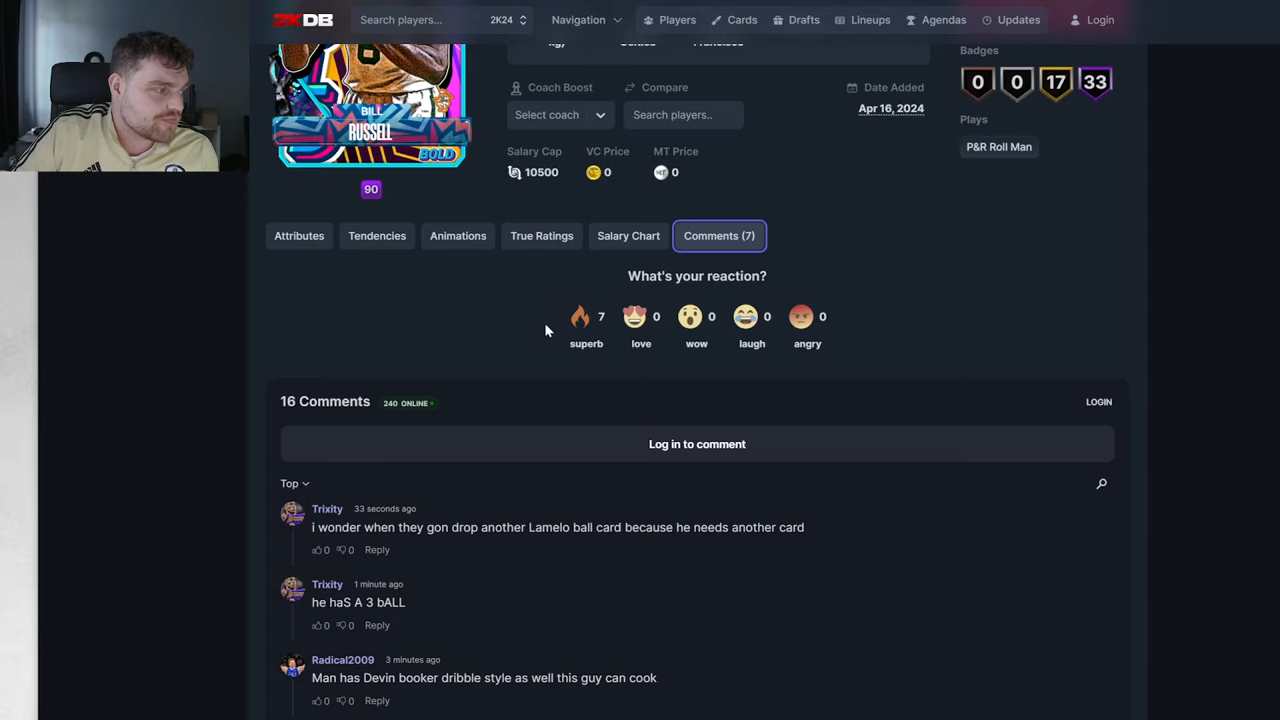 2KDB Search players... 2K24 Navigation Players Cards Drafts Lineups Agendas Updates Login
Badges
Coach Boost Compare Date Added
0 0 17 33
Select coach Search players.. Apr 16, 2024
BILL
RUSSELL
BOLD
Plays
P&R Roll Man
Salary Cap VC Price MT Price
10500 0 0
90
Attributes Tendencies Animations True Ratings Salary Chart Comments (7)
What's your reaction?
7 0 0 0 0
superb love wow laugh angry
16 Comments 240 ONLINE LOGIN
Log in to comment
Top
Trixity 33 seconds ago
i wonder when they gon drop another Lamelo ball card because he needs another card
0 0 Reply
Trixity 1 minute ago
he haS A 3 bALL
0 0 Reply
Radical2009 3 minutes ago
Man has Devin booker dribble style as well this guy can cook
0 0 Reply